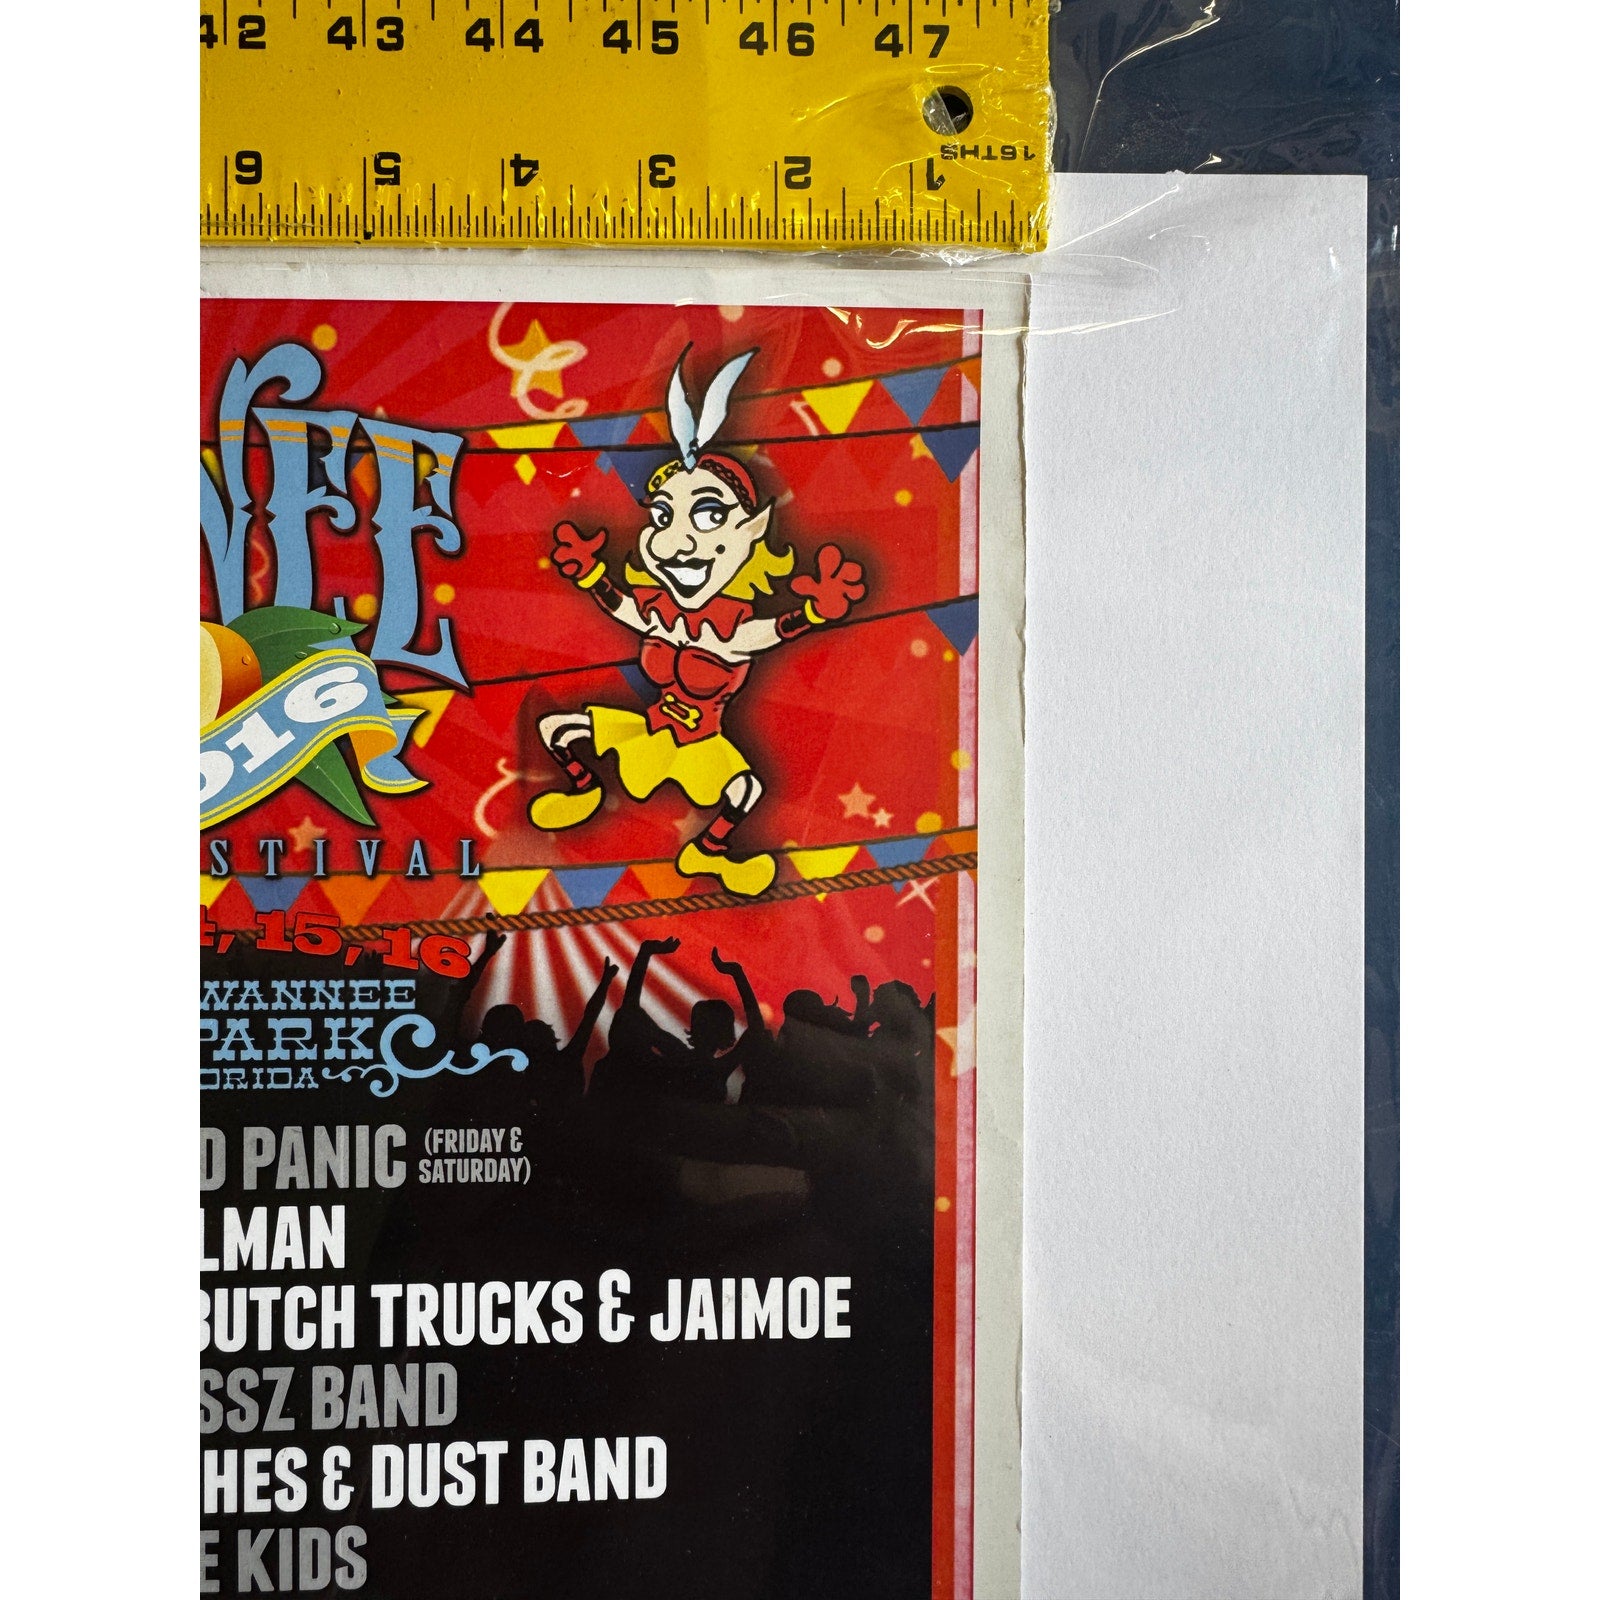 42 43 44 45 46 47
6 5 4 3 2 1 16THS
NEE
2016
STIVAL
4, 15, 16
WANNEE
PARK
ORIDA
D PANIC (FRIDAY &
SATURDAY)
LMAN
BUTCH TRUCKS & JAIMOE
SSZ BAND
HES & DUST BAND
E KIDS